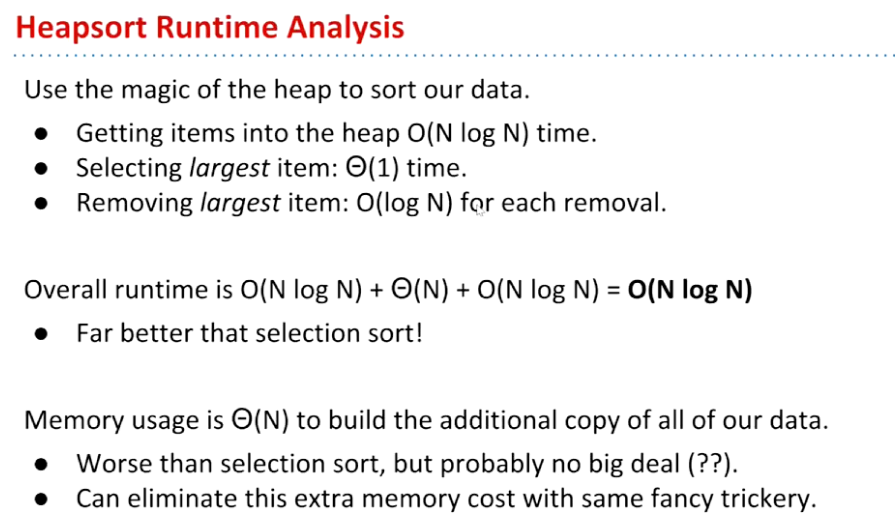 Heapsort Runtime Analysis
Use the magic of the heap to sort our data.
● Getting items into the heap O(N log N) time.
● Selecting largest item: Θ(1) time.
● Removing largest item: O(log N) for each removal.
Overall runtime is O(N log N) + Θ(N) + O(N log N) = O(N log N)
● Far better that selection sort!
Memory usage is Θ(N) to build the additional copy of all of our data.
● Worse than selection sort, but probably no big deal (??).
● Can eliminate this extra memory cost with same fancy trickery.